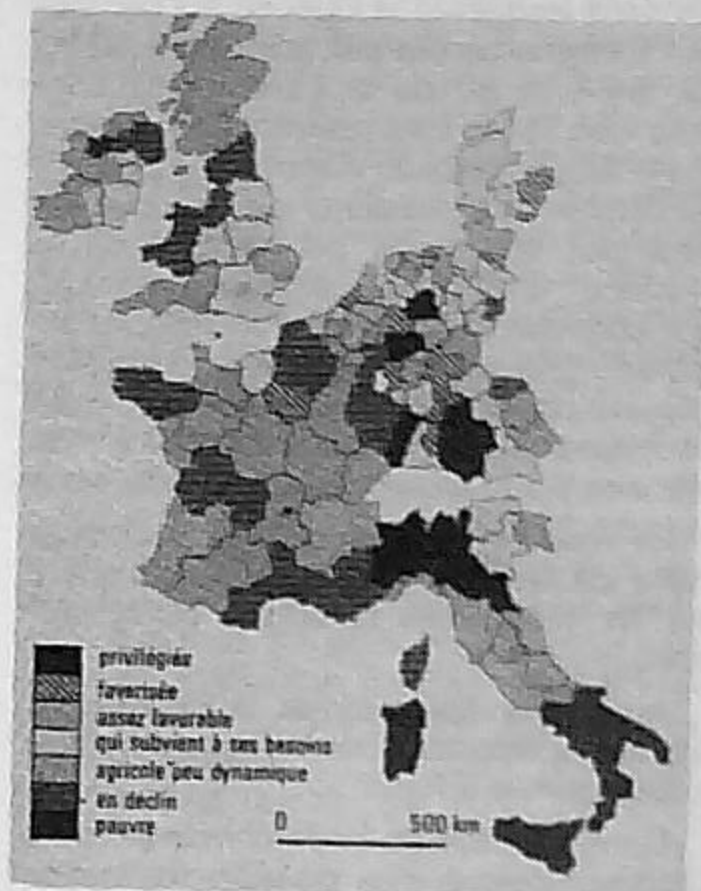 privilégiée
favorisée
assez favorable
qui subvient à ses besoins
agricole peu dynamique
en déclin
pauvre
0 500 km